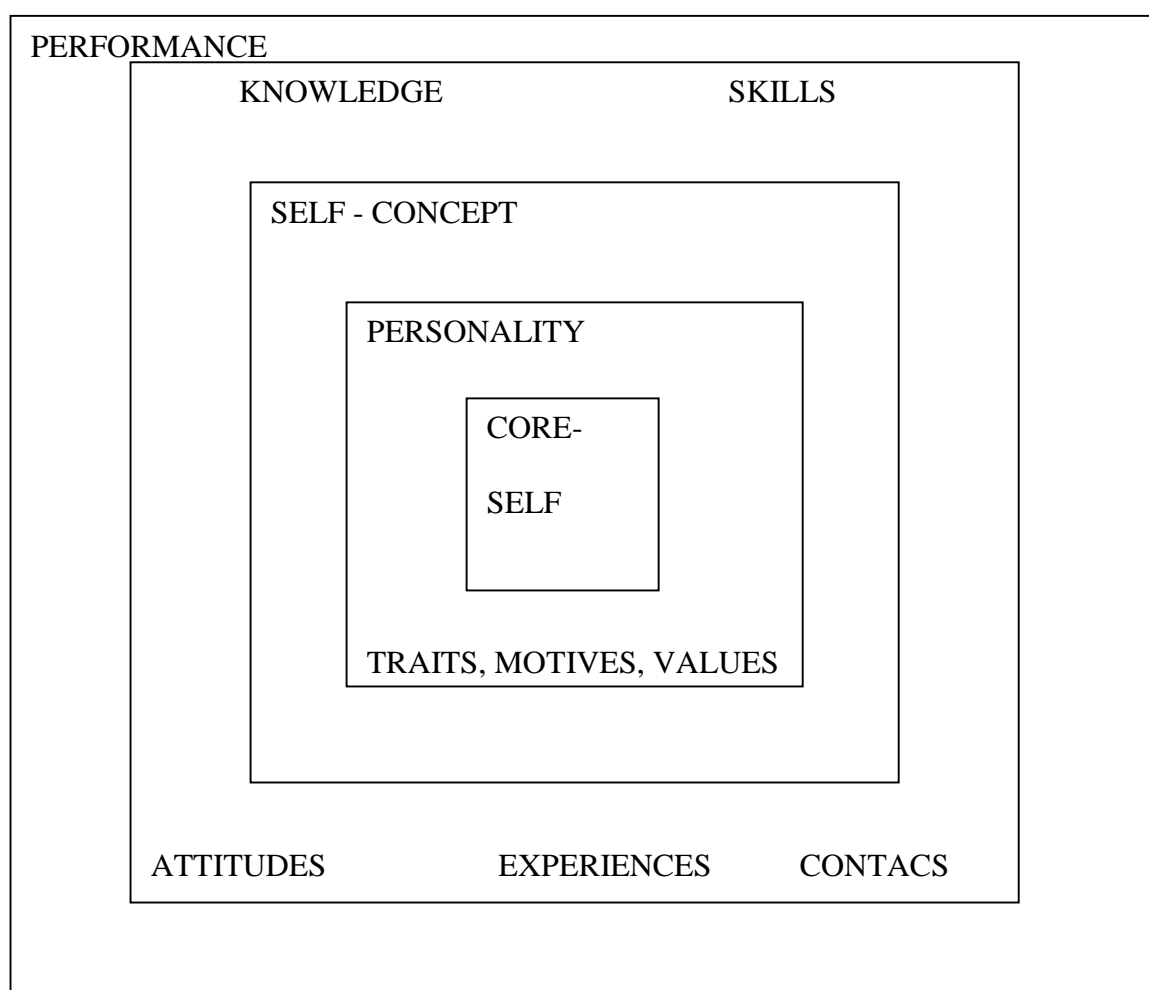 PERFORMANCE
KNOWLEDGE SKILLS
SELF - CONCEPT
PERSONALITY
CORE-
SELF
TRAITS, MOTIVES, VALUES
ATTITUDES EXPERIENCES CONTACS